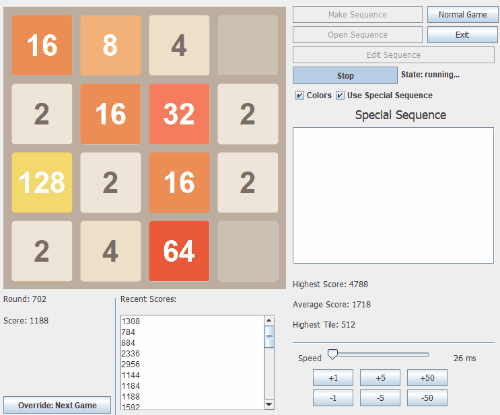 16 8 4
2 16 32 2
128 2 16 2
2 4 64
Round: 702
Score: 1188
Override: Next Game
Recent Scores:
1308
784
884
2336
2956
1144
1184
1188
1592
Make Sequence
Normal Game
Open Sequence
Exit
Edit Sequence
Stop
State: running...
Colors
Use Special Sequence
Special Sequence
Highest Score: 4788
Average Score: 1718
Highest Tile: 512
Speed
26 ms
+1 +5 +50
-1 -5 -50